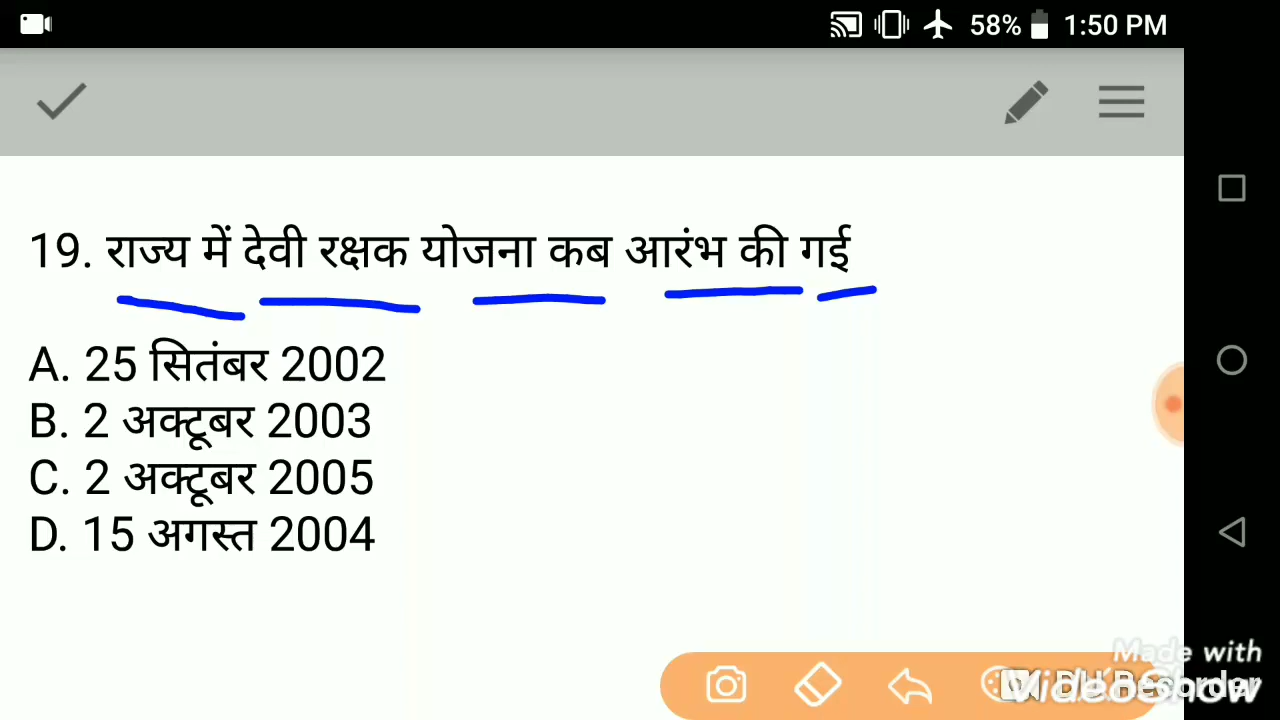 58% 1:50 PM
19. राज्य में देवी रक्षक योजना कब आरंभ की गई
A. 25 सितंबर 2002
B. 2 अक्टूबर 2003
C. 2 अक्टूबर 2005
D. 15 अगस्त 2004
Made with
VideoShow